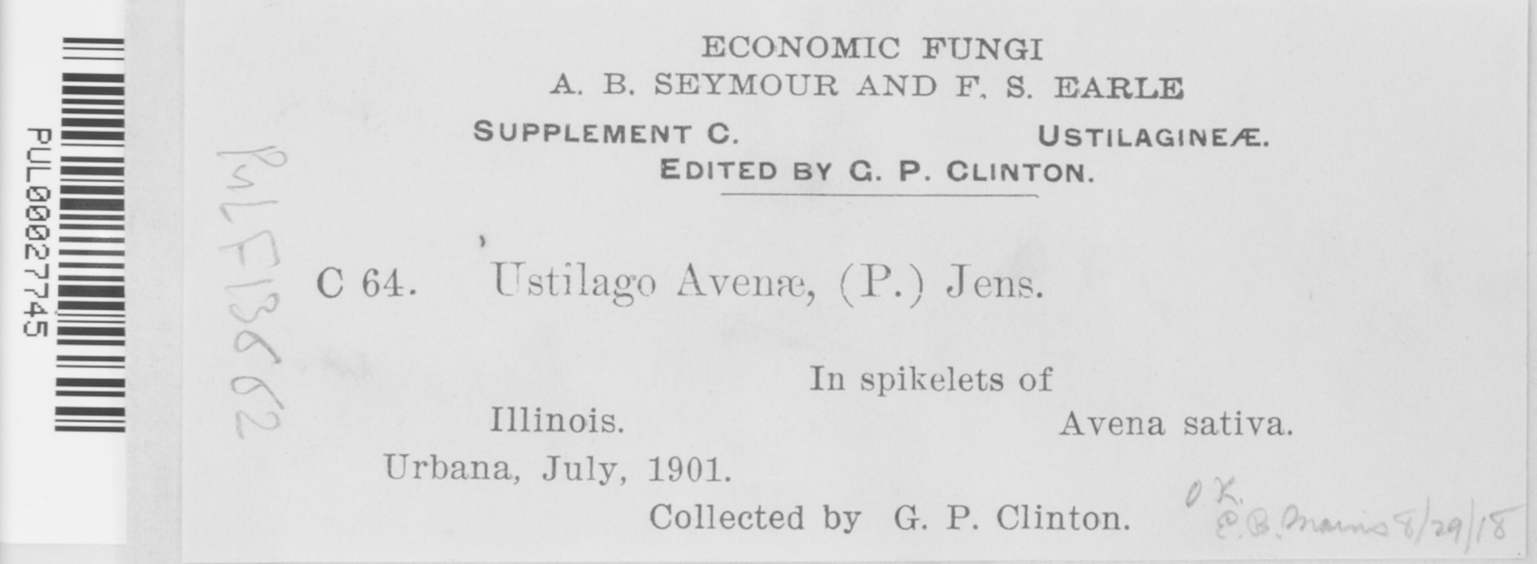 ECONOMIC FUNGI
A. B. SEYMOUR AND F. S. EARLE
SUPPLEMENT C. USTILAGINEÆ.
EDITED BY G. P. CLINTON.
C 64. Ustilago Avenæ, (P.) Jens.
In spikelets of
Illinois. Avena sativa.
Urbana, July, 1901.
Collected by G. P. Clinton.
O K.
E. B. Mains 8/29/18
PUL00027745
PUL F13662